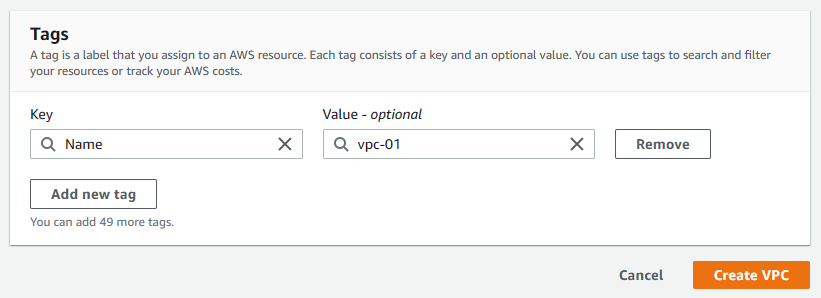 Tags
A tag is a label that you assign to an AWS resource. Each tag consists of a key and an optional value. You can use tags to search and filter
your resources or track your AWS costs.
Key
Value - optional
Name
vpc-01
Remove
Add new tag
You can add 49 more tags.
Cancel
Create VPC